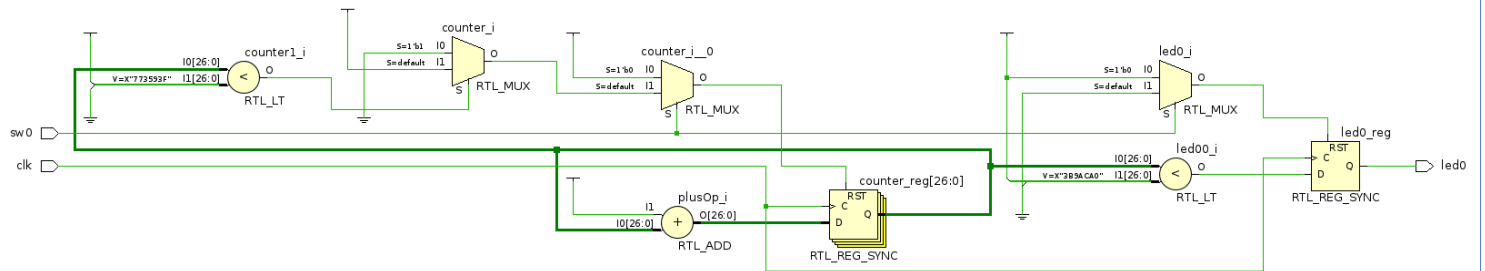 counter_i
S=1'b1 I0
S=default I1
O
S
RTL_MUX
counter1_i
I0[26:0]
V=X"773593F" I1[26:0]
O
RTL_LT
counter_i__0
S=1'b0 I0
S=default I1
O
S
RTL_MUX
led0_i
S=1'b0 I0
S=default I1
O
S
RTL_MUX
sw0
clk
led0_reg
RST
C
D
Q
RTL_REG_SYNC
led0
led00_i
I0[26:0]
V=X"3B9ACA0" I1[26:0]
O
RTL_LT
counter_reg[26:0]
RST
C
D
Q
RTL_REG_SYNC
plusOp_i
I1
I0[26:0]
O[26:0]
RTL_ADD